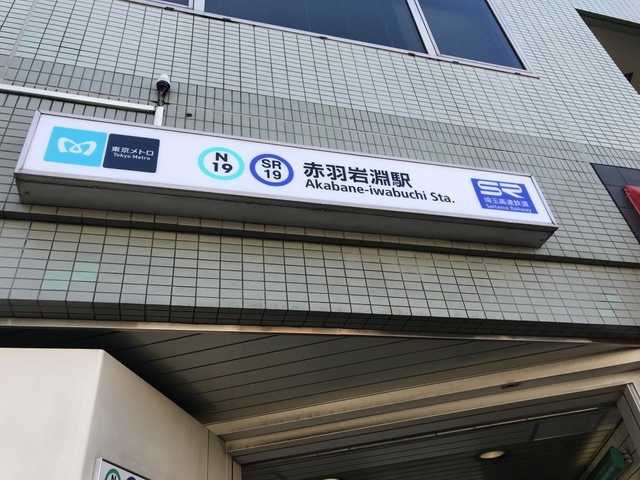 東京メトロ
Tokyo Metro
N
19
SR
19
赤羽岩淵駅
Akabane-iwabuchi Sta.
SR
埼玉高速鉄道
Saitama Railway
N